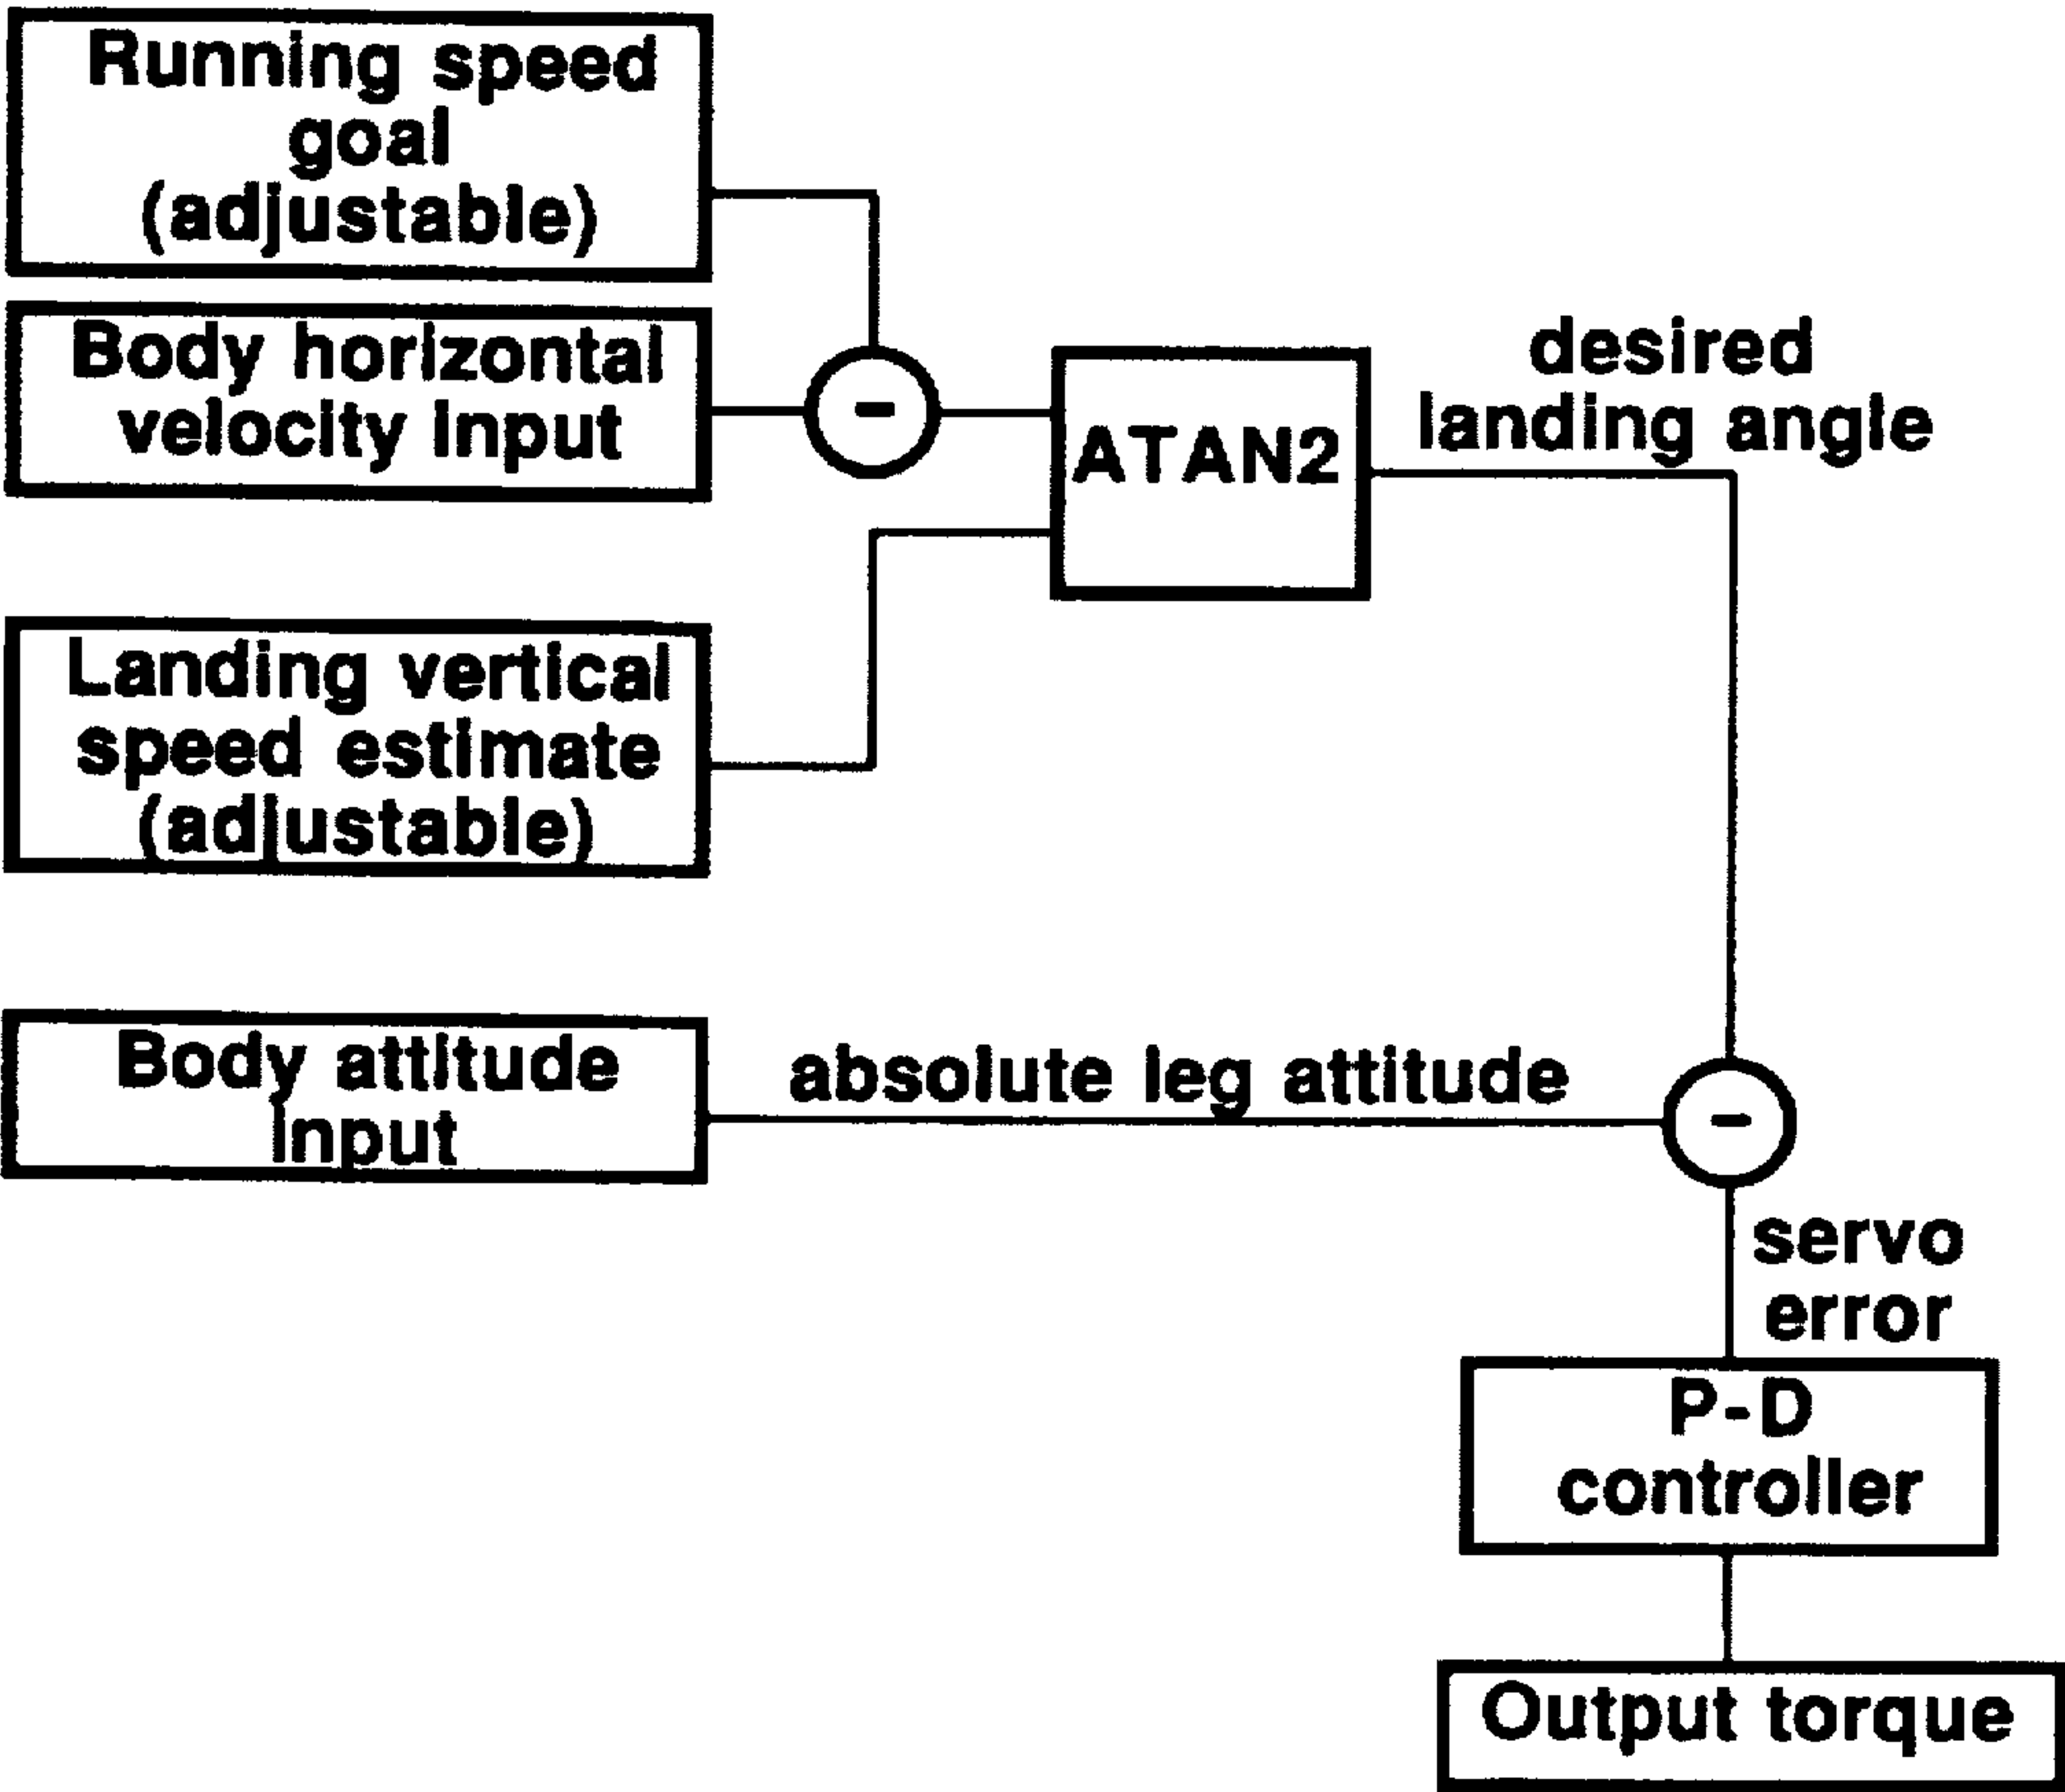 Running speed
goal
(adjustable)
Body horizontal
velocity input
-
ATAN2
desired
landing angle
Landing vertical
speed estimate
(adjustable)
Body attitude
input
absolute leg attitude
-
servo
error
P-D
controller
Output torque